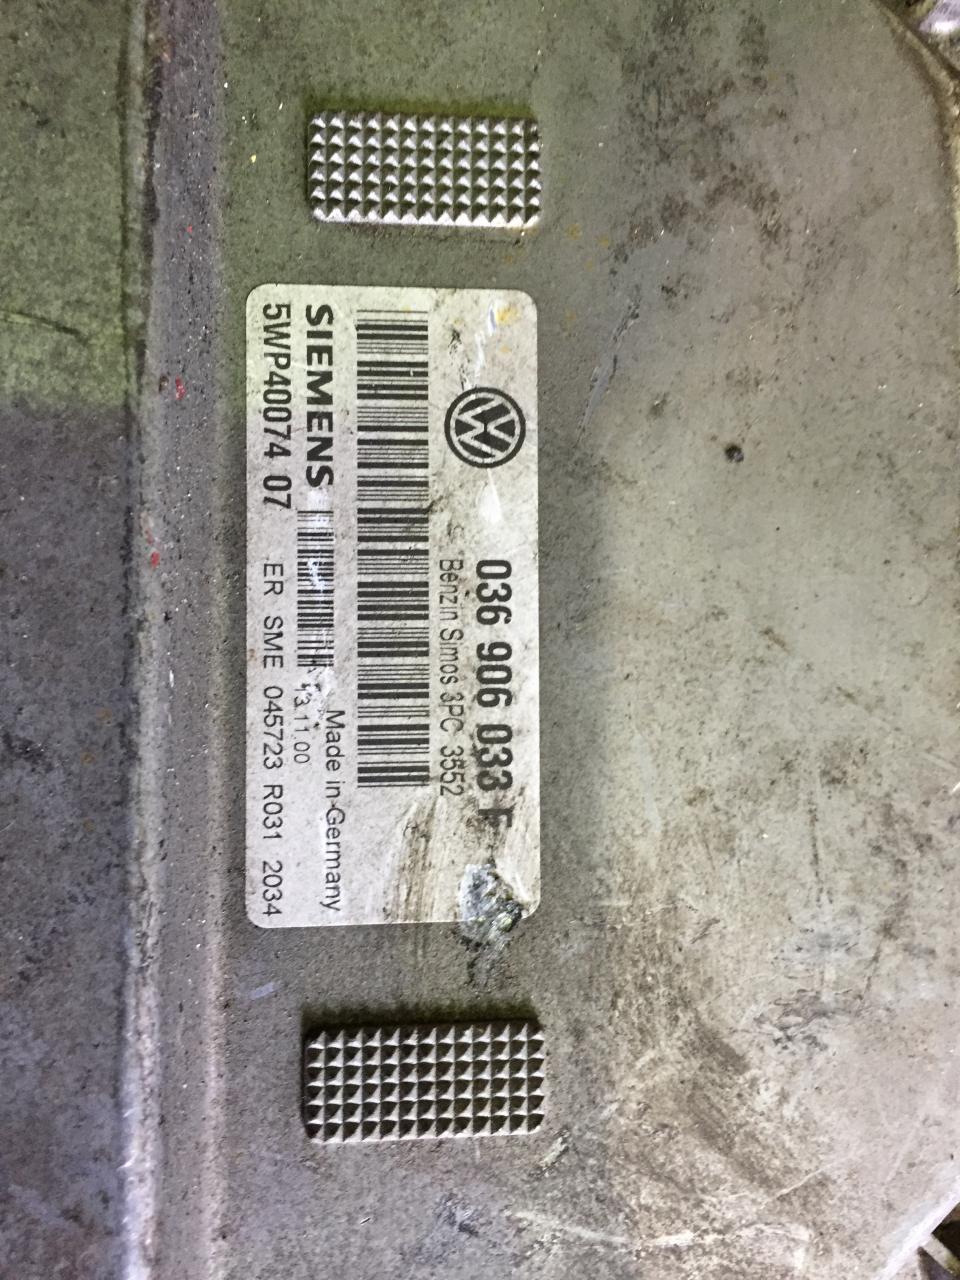 036 906 033 F
Benzin Simos 3PC 3552
SIEMENS
Made in Germany
13.11.00
5WP40074 07
ER SME 045723 R031 2034